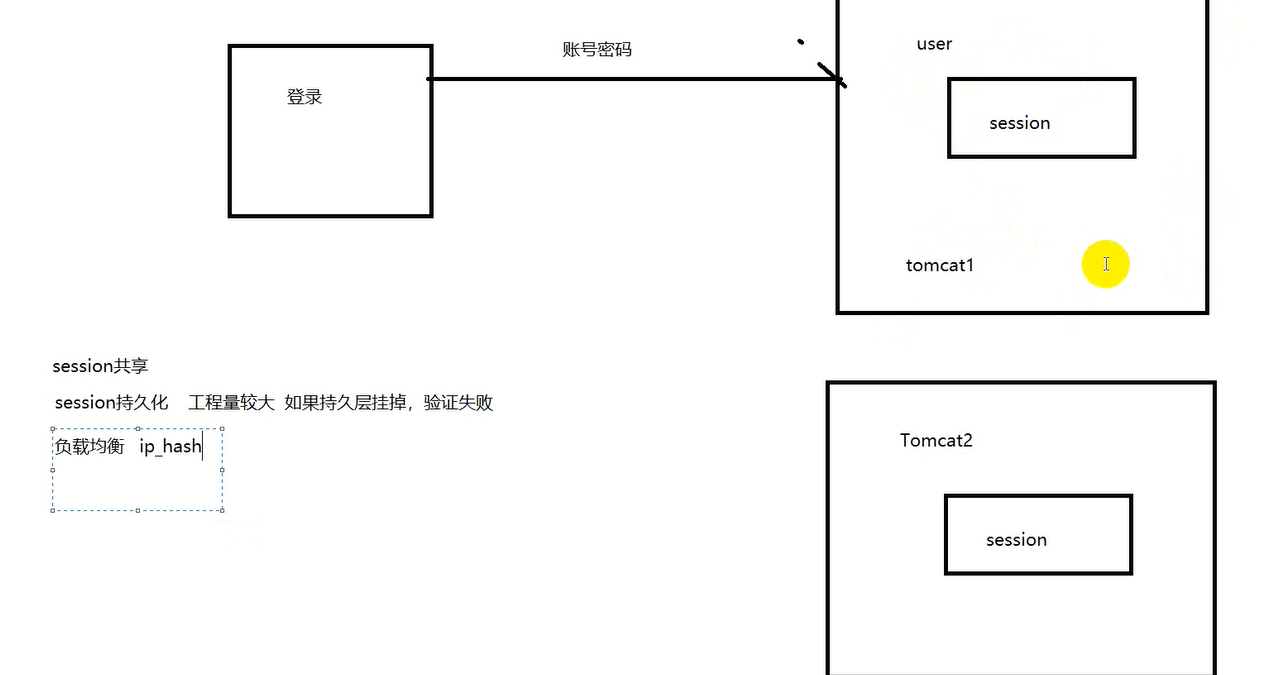 账号密码
user
登录
session
tomcat1
session共享
session持久化 工程量较大 如果持久层挂掉，验证失败
负载均衡 ip_hash
Tomcat2
session